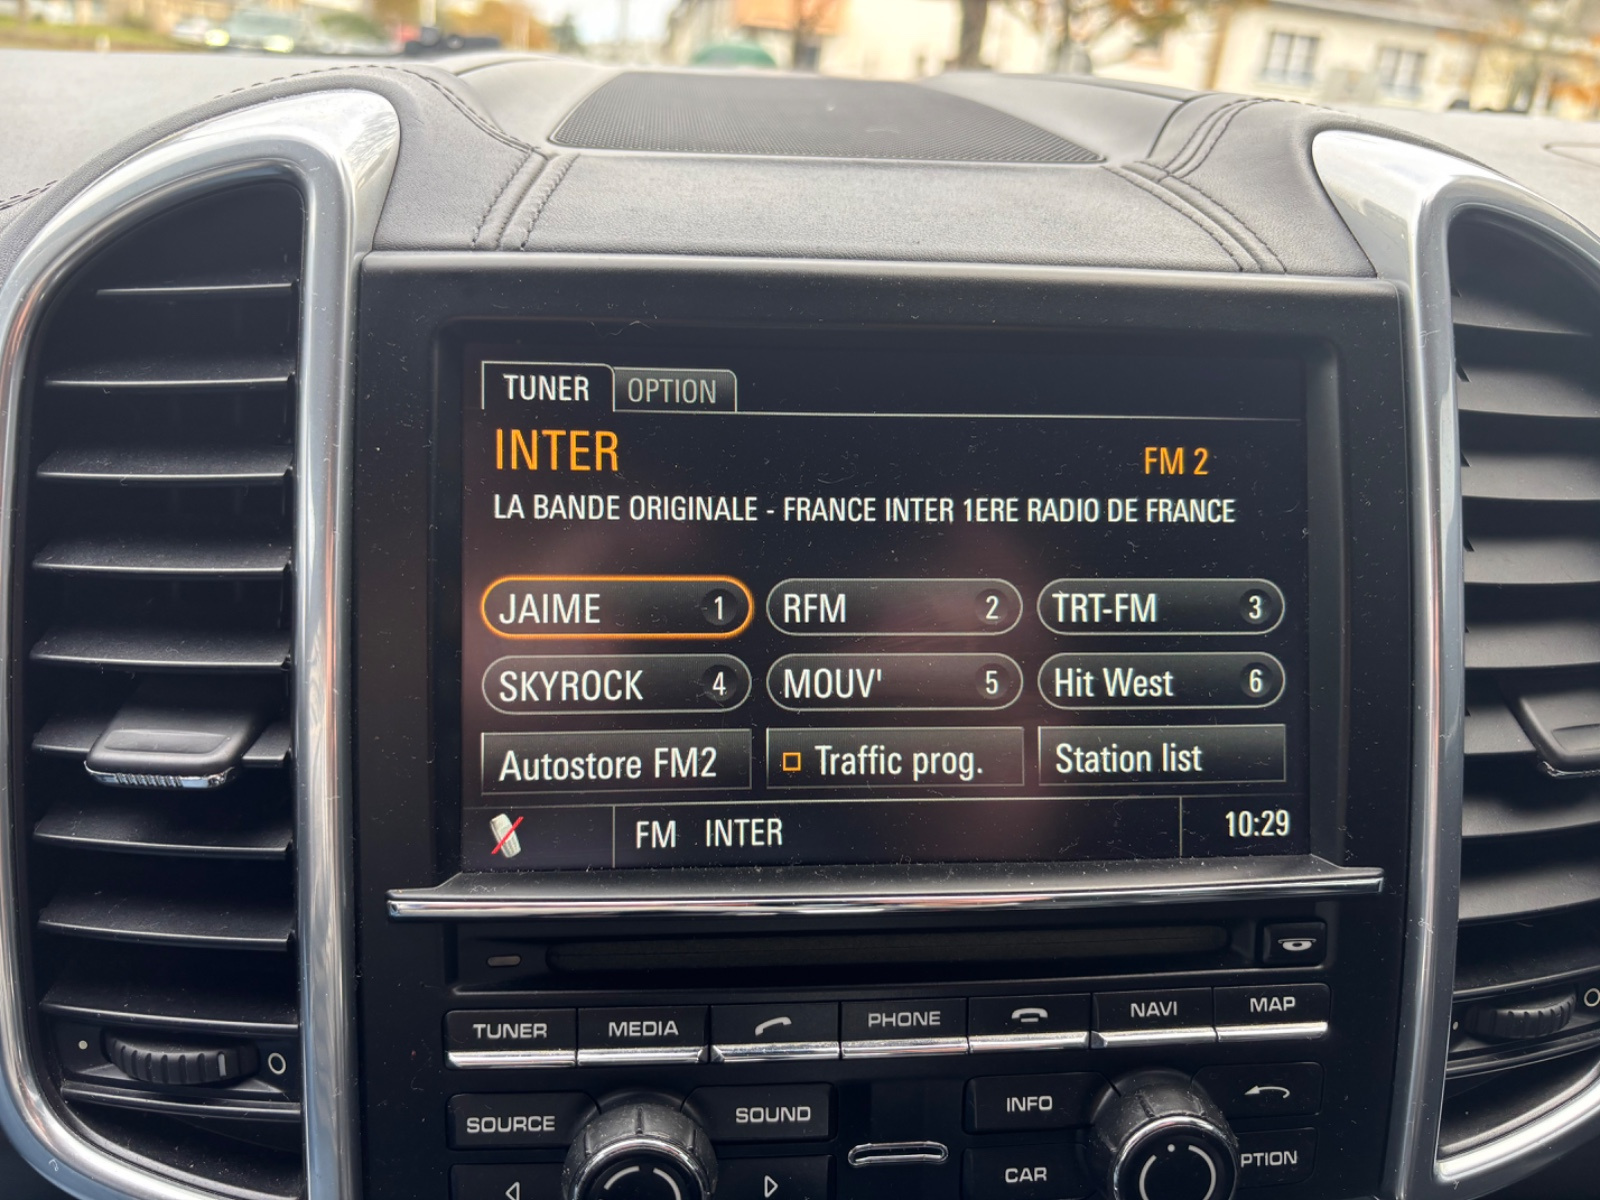 TUNER OPTION
INTER FM 2
LA BANDE ORIGINALE - FRANCE INTER 1ERE RADIO DE FRANCE
JAIME 1 RFM 2 TRT-FM 3
SKYROCK 4 MOUV' 5 Hit West 6
Autostore FM2 Traffic prog. Station list
FM INTER 10:29
TUNER MEDIA PHONE NAVI MAP
SOURCE SOUND INFO
CAR PTION